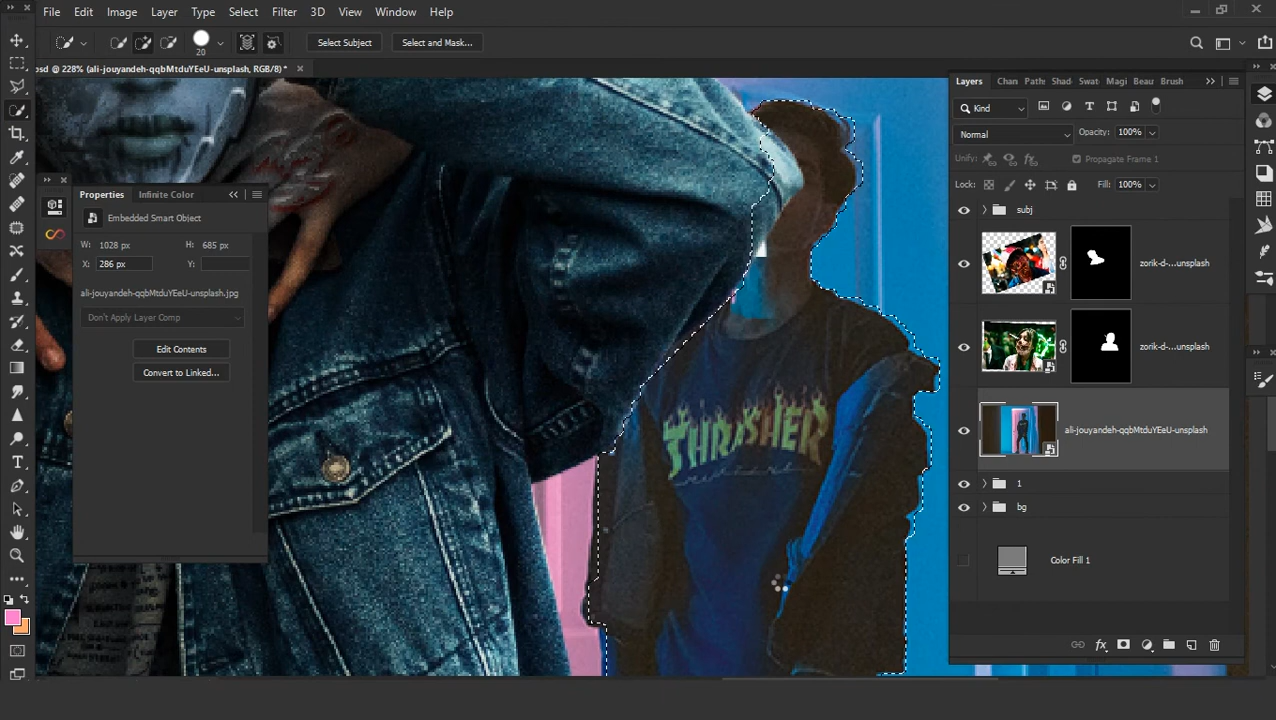 File Edit Image Layer Type Select Filter 3D View Window Help
20 Select Subject Select and Mask...
psd @ 228% (ali-jouyandeh-qqbMtduYEeU-unsplash, RGB/8) *
Layers Chan Paths Shad Swat Magi Beau Brush
Kind
Normal Opacity: 100%
Unify: Propagate Frame 1
Lock: Fill: 100%
subj
zorik-d-...unsplash
zorik-d-...unsplash
ali-jouyandeh-qqbMtduYEeU-unsplash
1
bg
Color Fill 1
Properties Infinite Color
Embedded Smart Object
W: 1028 px H: 685 px
X: 286 px Y:
ali-jouyandeh-qqbMtduYEeU-unsplash.jpg
Don't Apply Layer Comp
Edit Contents
Convert to Linked...
THRASHER